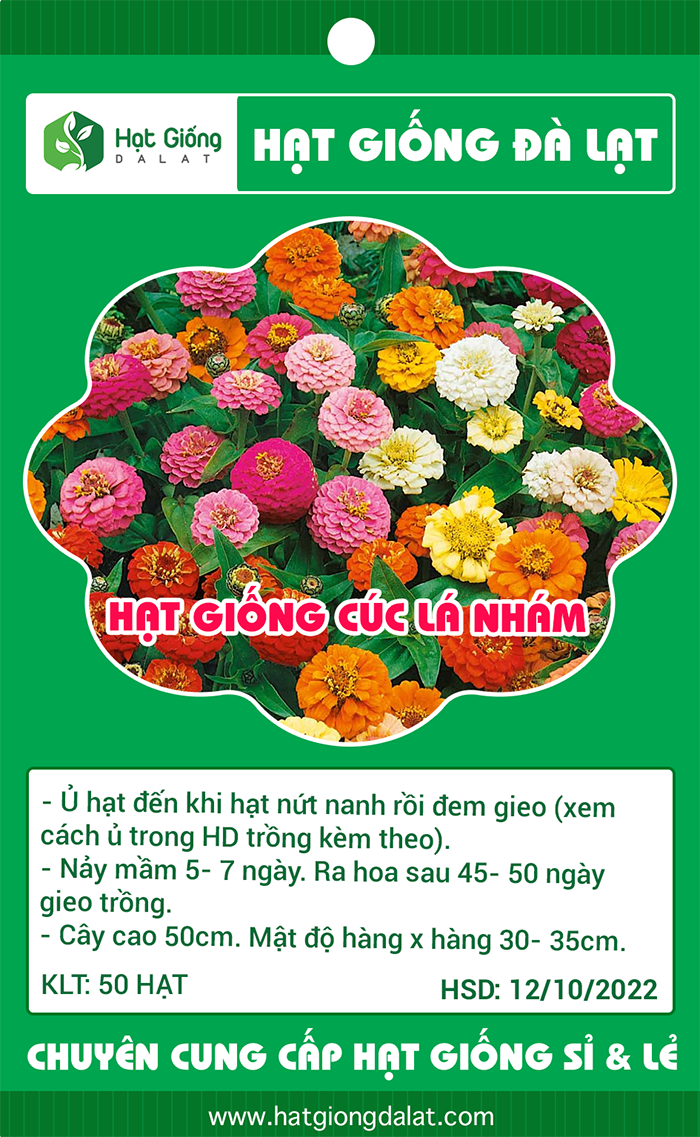 Hạt Giống
DALAT
HẠT GIỐNG ĐÀ LẠT
HẠT GIỐNG CÚC LÁ NHÁM
- Ủ hạt đến khi hạt nứt nanh rồi đem gieo (xem
cách ủ trong HD trồng kèm theo).
- Nảy mầm 5- 7 ngày. Ra hoa sau 45- 50 ngày
gieo trồng.
- Cây cao 50cm. Mật độ hàng x hàng 30- 35cm.
KLT: 50 HẠT
HSD: 12/10/2022
CHUYÊN CUNG CẤP HẠT GIỐNG SỈ & LẺ
www.hatgiongdalat.com